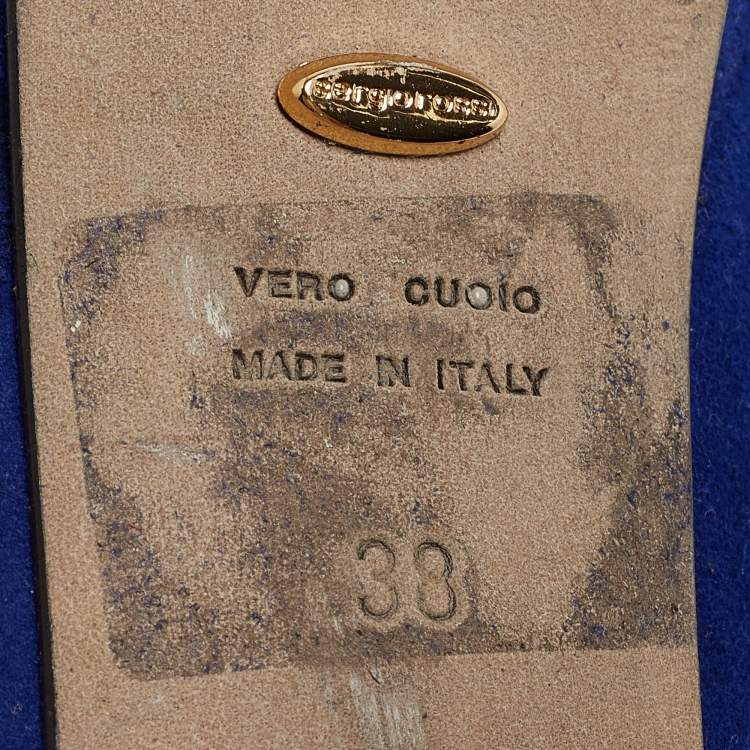 sergiorossi
VERO CUOIO
MADE IN ITALY
38